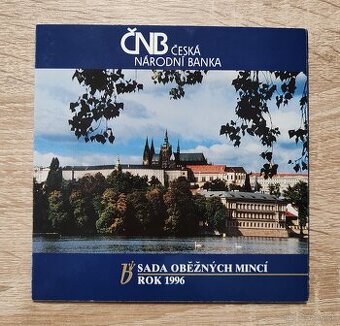 ČNB ČESKÁ
NÁRODNÍ BANKA
SADA OBĚŽNÝCH MINCÍ
ROK 1996